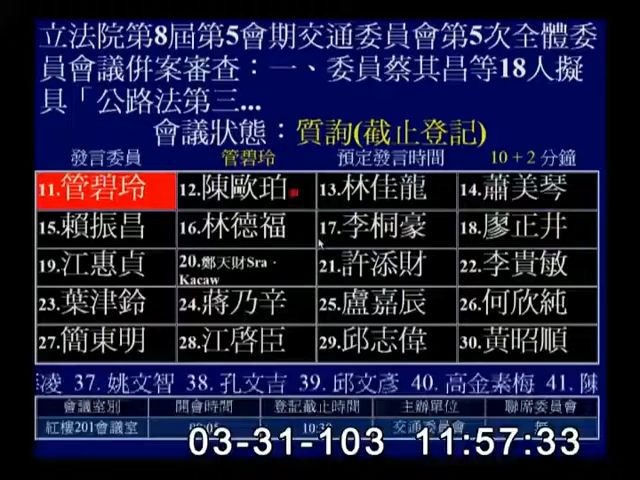 立法院第8屆第5會期交通委員會第5次全體委
員會議併案審查：一、委員蔡其昌等18人擬
具「公路法第三...
會議狀態：質詢(截止登記)
發言委員 管碧玲 預定發言時間 10+2 分鐘
11.管碧玲 12.陳歐珀 13.林佳龍 14.蕭美琴
15.賴振昌 16.林德福 17.李桐豪 18.廖正井
19.江惠貞 20.鄭天財Sra．Kacaw 21.許添財 22.李貴敏
23.葉津鈴 24.蔣乃辛 25.盧嘉辰 26.何欣純
27.簡東明 28.江啓臣 29.邱志偉 30.黃昭順
凌 37. 姚文智 38. 孔文吉 39. 邱文彥 40. 高金素梅 41. 陳
會議室別 開會時間 登記截止時間 主辦單位 聯席委員會
紅樓201會議室 交通委員會 無
03-31-103 11:57:33